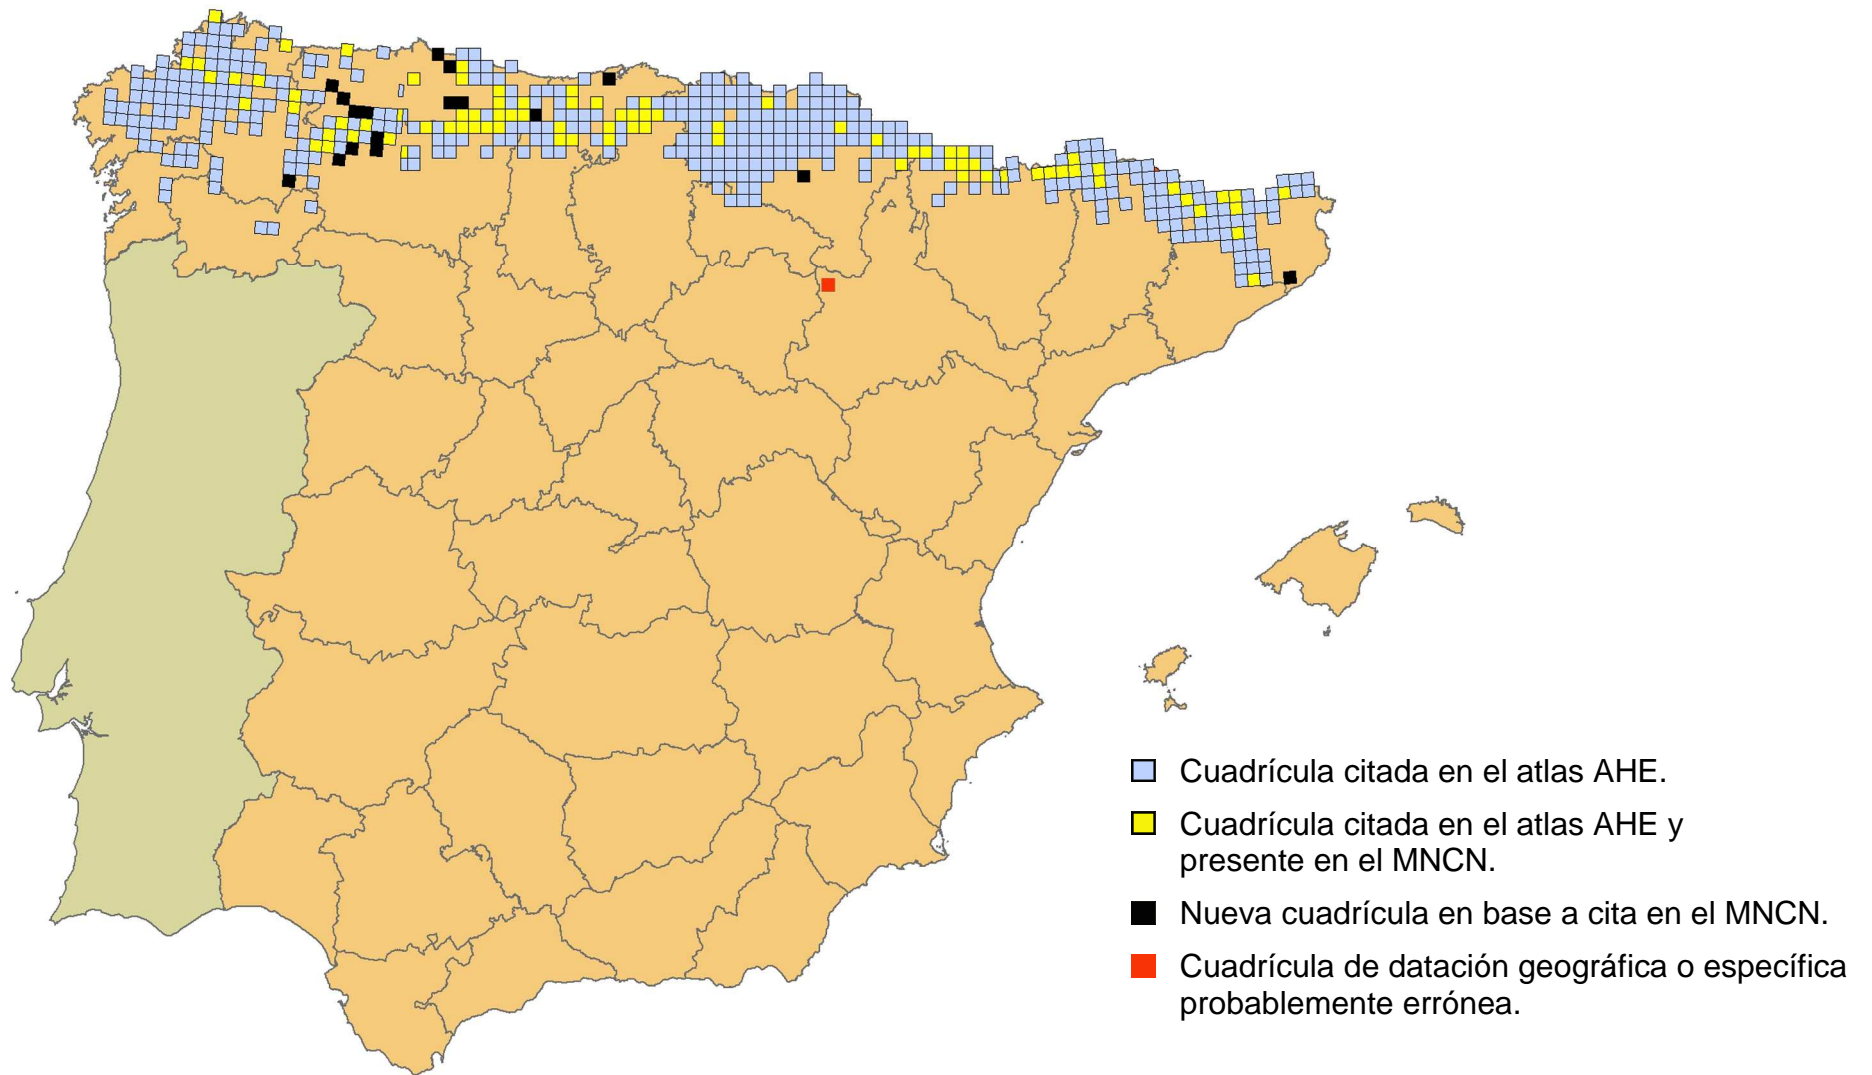 Cuadrícula citada en el atlas AHE.
Cuadrícula citada en el atlas AHE y
presente en el MNCN.
Nueva cuadrícula en base a cita en el MNCN.
Cuadrícula de datación geográfica o específica
probablemente errónea.